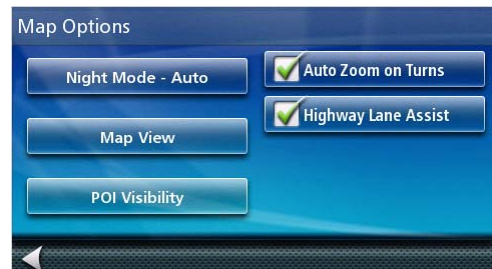 Map Options
Night Mode - Auto
Auto Zoom on Turns
Highway Lane Assist
Map View
POI Visibility